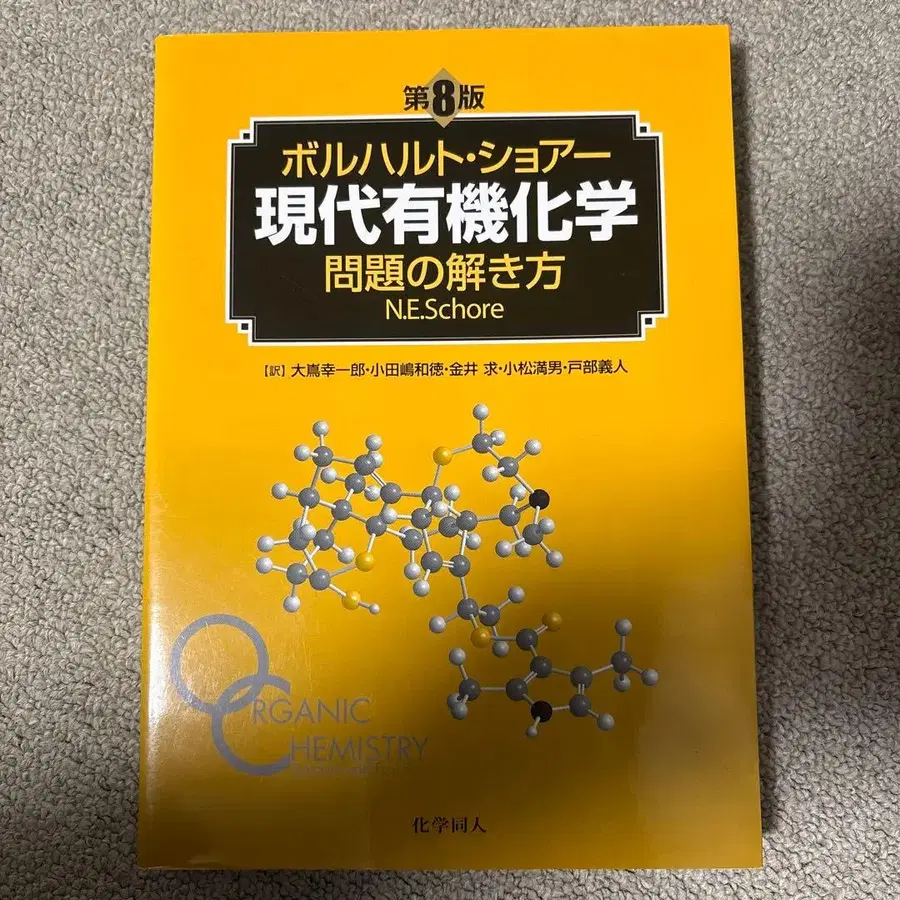 第8版
ボルハルト・ショアー
現代有機化学
問題の解き方
N.E.Schore
【訳】大嶌幸一郎・小田嶋和徳・金井 求・小松満男・戸部義人
ORGANIC
CHEMISTRY
化学同人